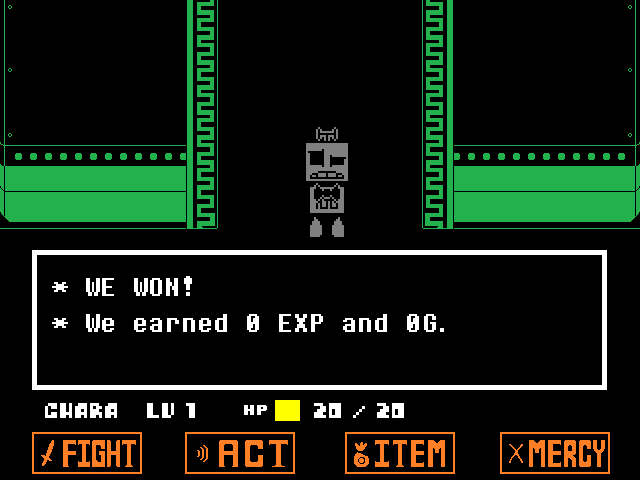 * WE WON!
* We earned 0 EXP and 0G.
CHARA LV 1 HP 20 / 20
FIGHT ACT ITEM MERCY